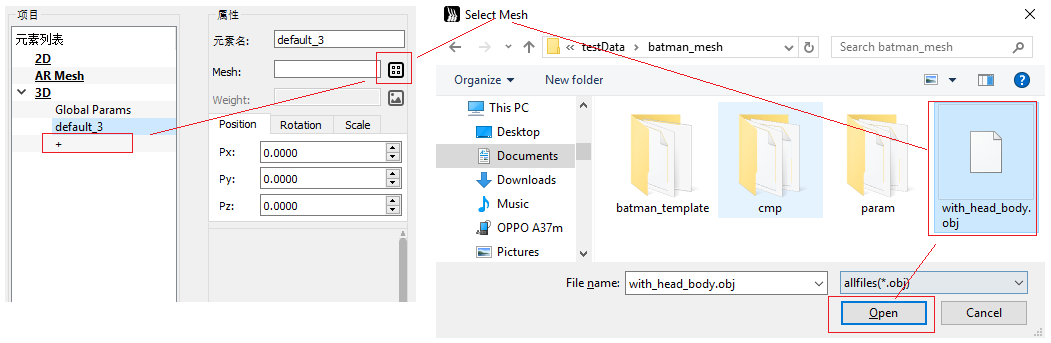 项目
元素列表
2D
AR Mesh
3D
Global Params
default_3
+
属性
元素名:
default_3
Mesh:
Weight:
Position
Rotation
Scale
Px:
0.0000
Py:
0.0000
Pz:
0.0000
Select Mesh
« testData > batman_mesh
Search batman_mesh
Organize
New folder
?
This PC
Desktop
Documents
Downloads
Music
OPPO A37m
Pictures
batman_template
cmp
param
with_head_body.
obj
File name:
with_head_body.obj
allfiles(*.obj)
Open
Cancel